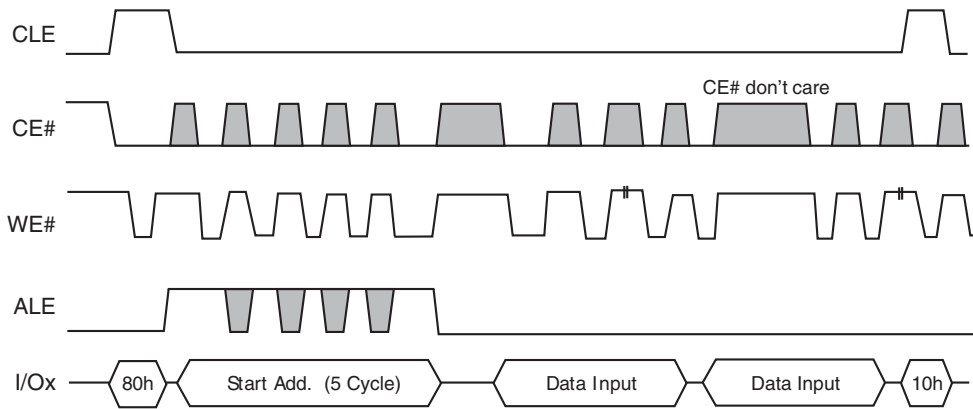 CLE
CE# don't care
CE#
WE#
ALE
I/Ox
80h
Start Add. (5 Cycle)
Data Input
Data Input
10h